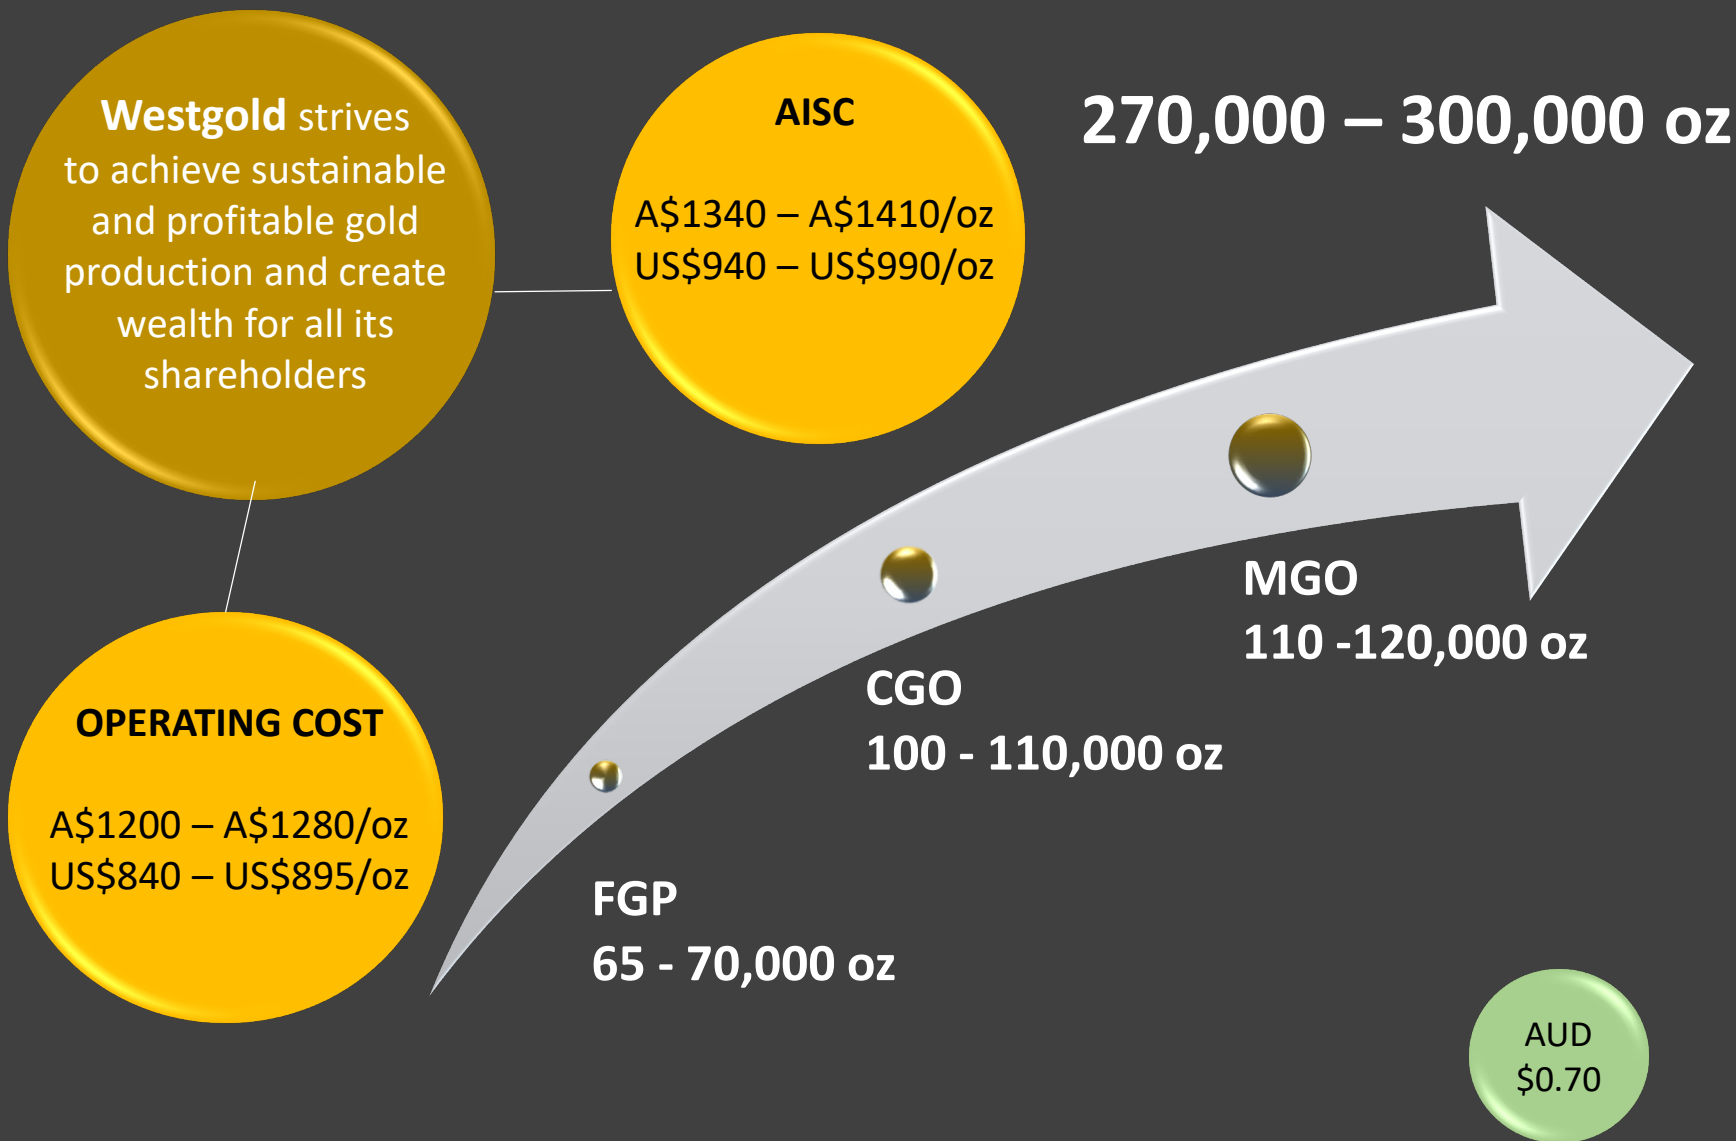 Westgold strives
to achieve sustainable
and profitable gold
production and create
wealth for all its
shareholders
AISC
A$1340 – A$1410/oz
US$940 – US$990/oz
270,000 – 300,000 oz
OPERATING COST
A$1200 – A$1280/oz
US$840 – US$895/oz
FGP
65 - 70,000 oz
CGO
100 - 110,000 oz
MGO
110 -120,000 oz
AUD
$0.70